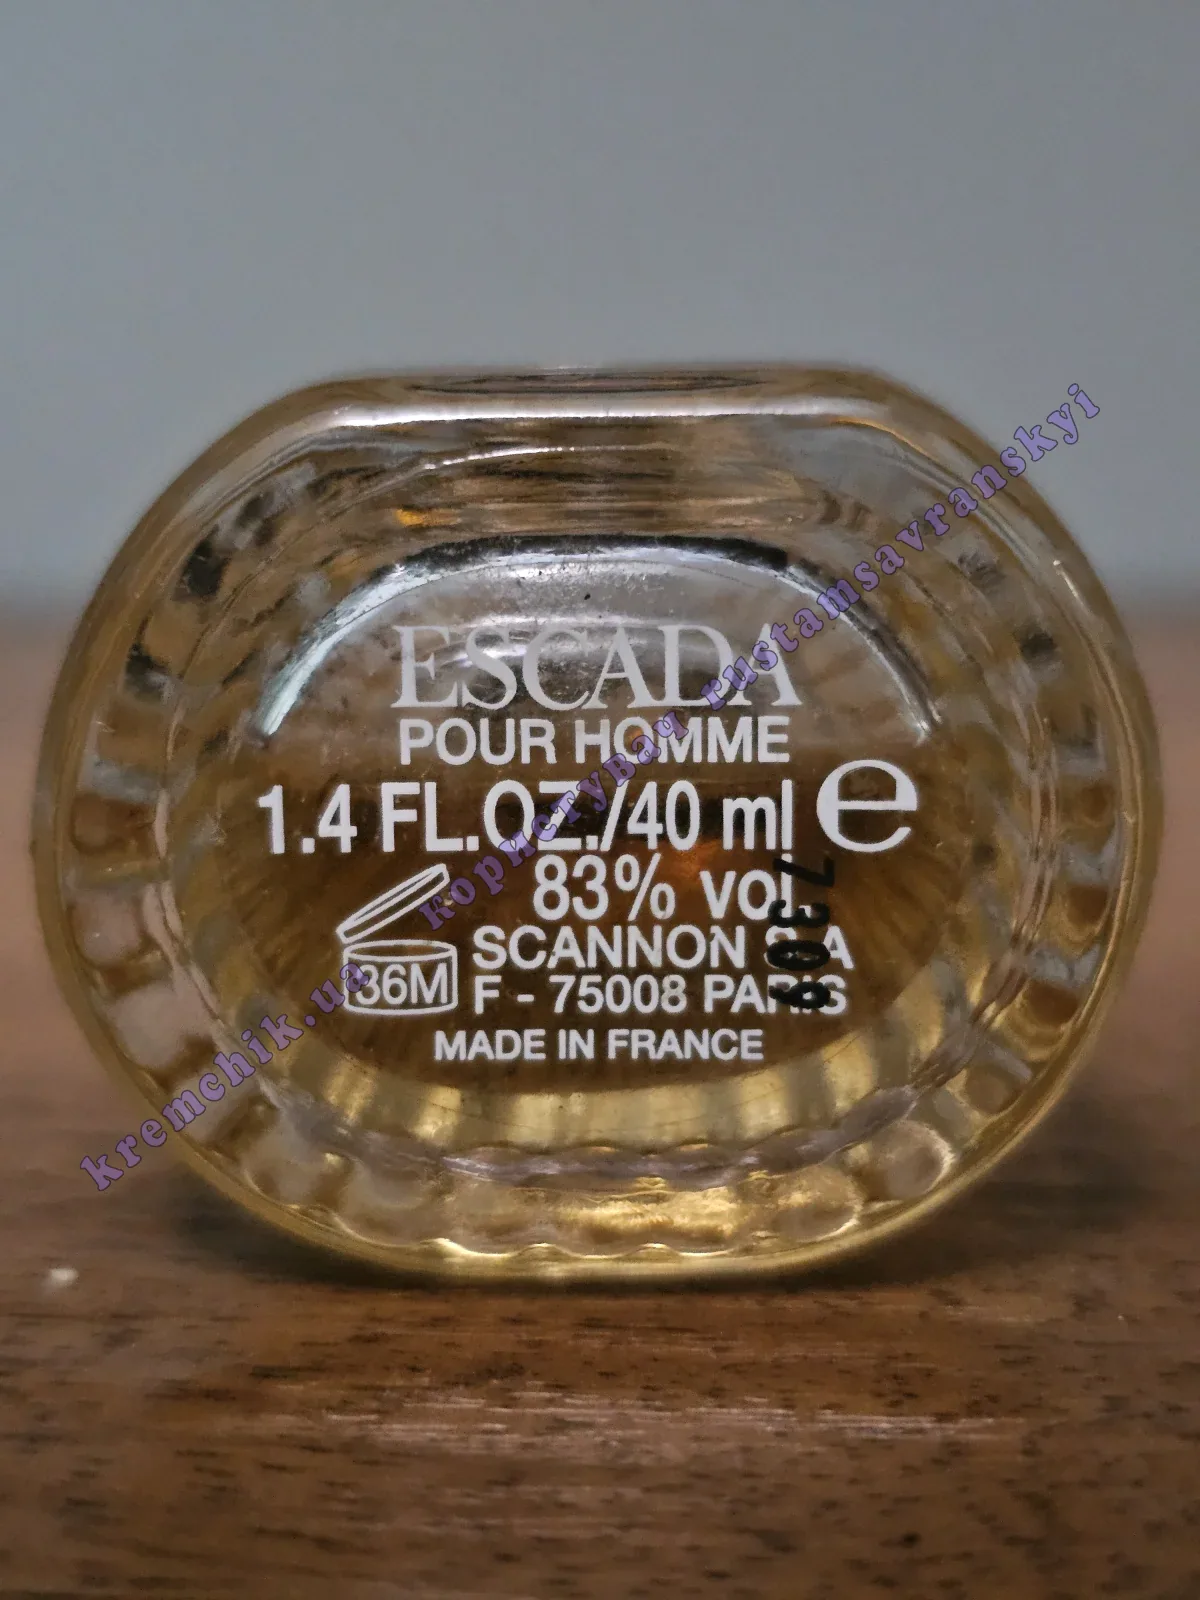 ESCADA
POUR HOMME
1.4 FL.OZ./40 ml e
83% vol.
36M
SCANNON S.A
F - 75008 PARIS
MADE IN FRANCE
7309
kremchik.ua користувач rustamsavranskyi